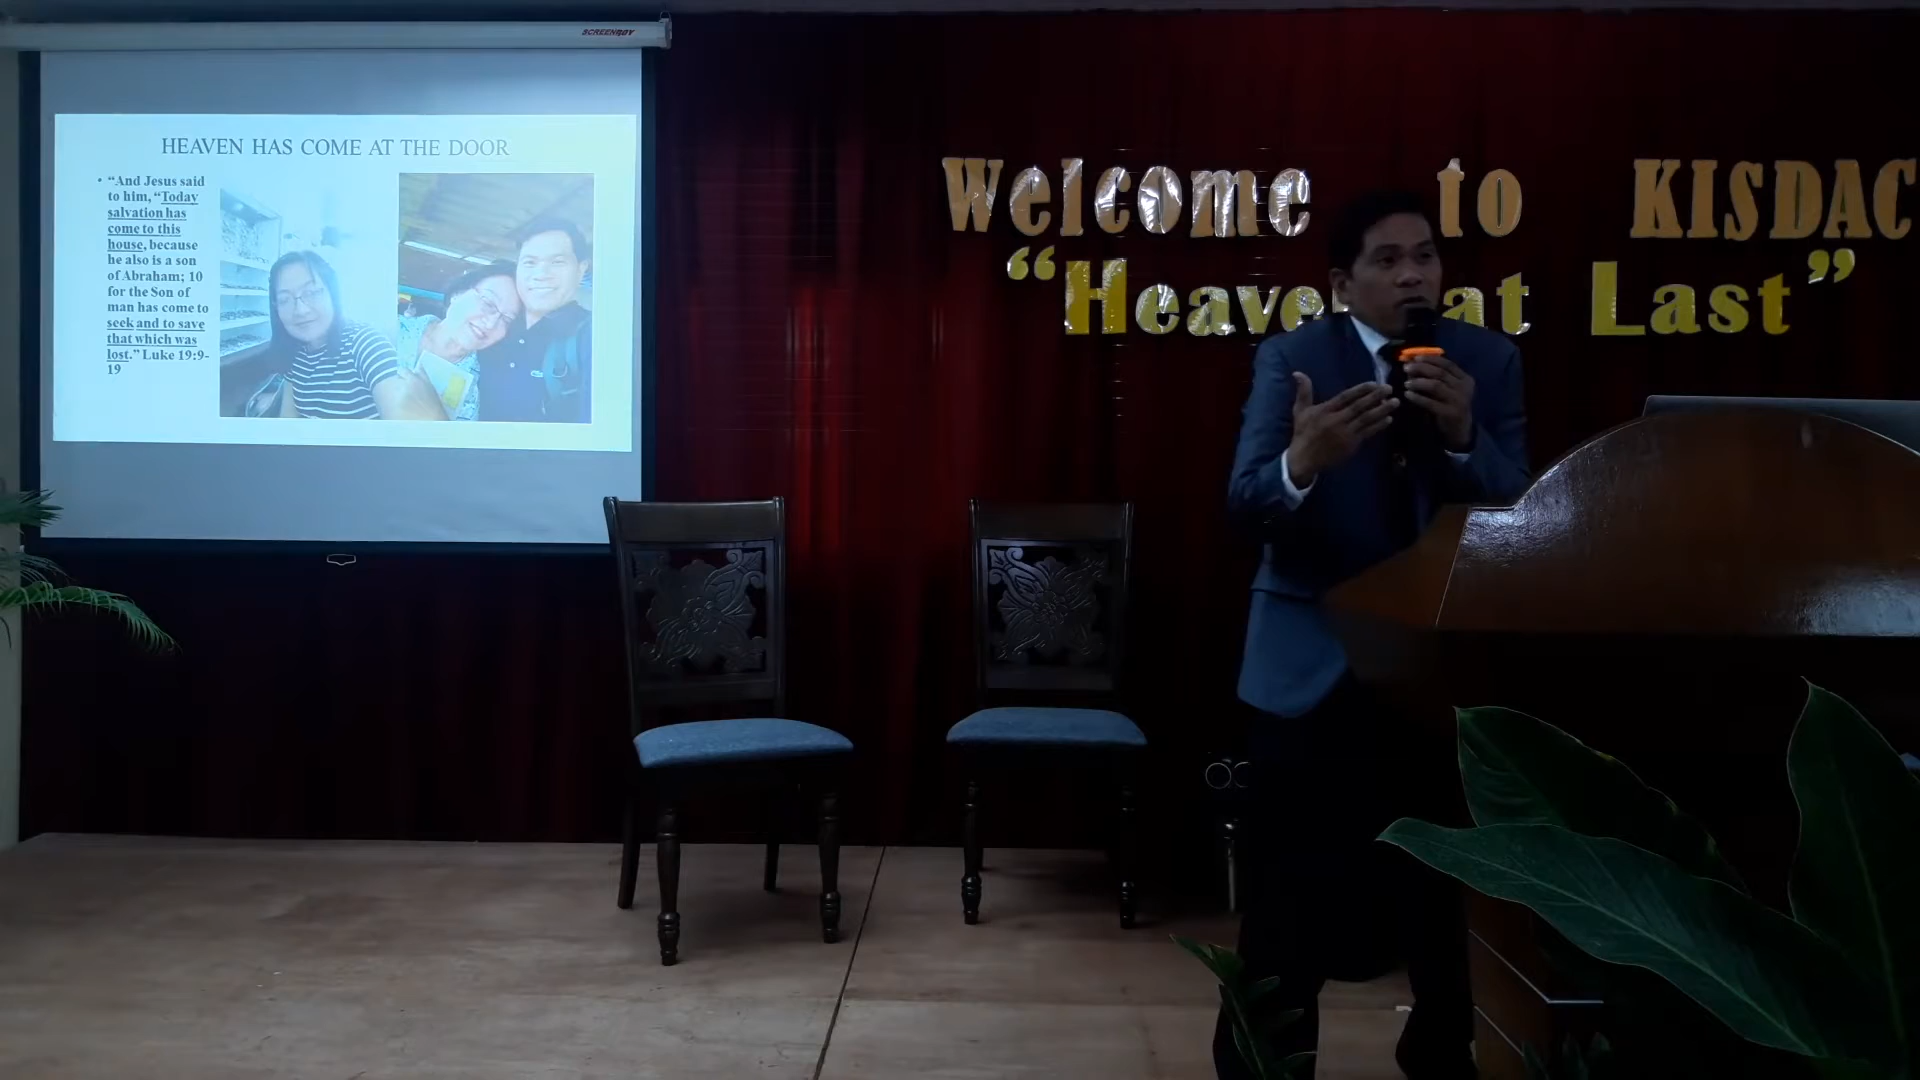 SCREENBOY
HEAVEN HAS COME AT THE DOOR
• “And Jesus said
to him, “Today
salvation has
come to this
house, because
he also is a son
of Abraham; 10
for the Son of
man has come to
seek and to save
that which was
lost.” Luke 19:9-
19
Welcome to KISDAC
“Heaven at Last”